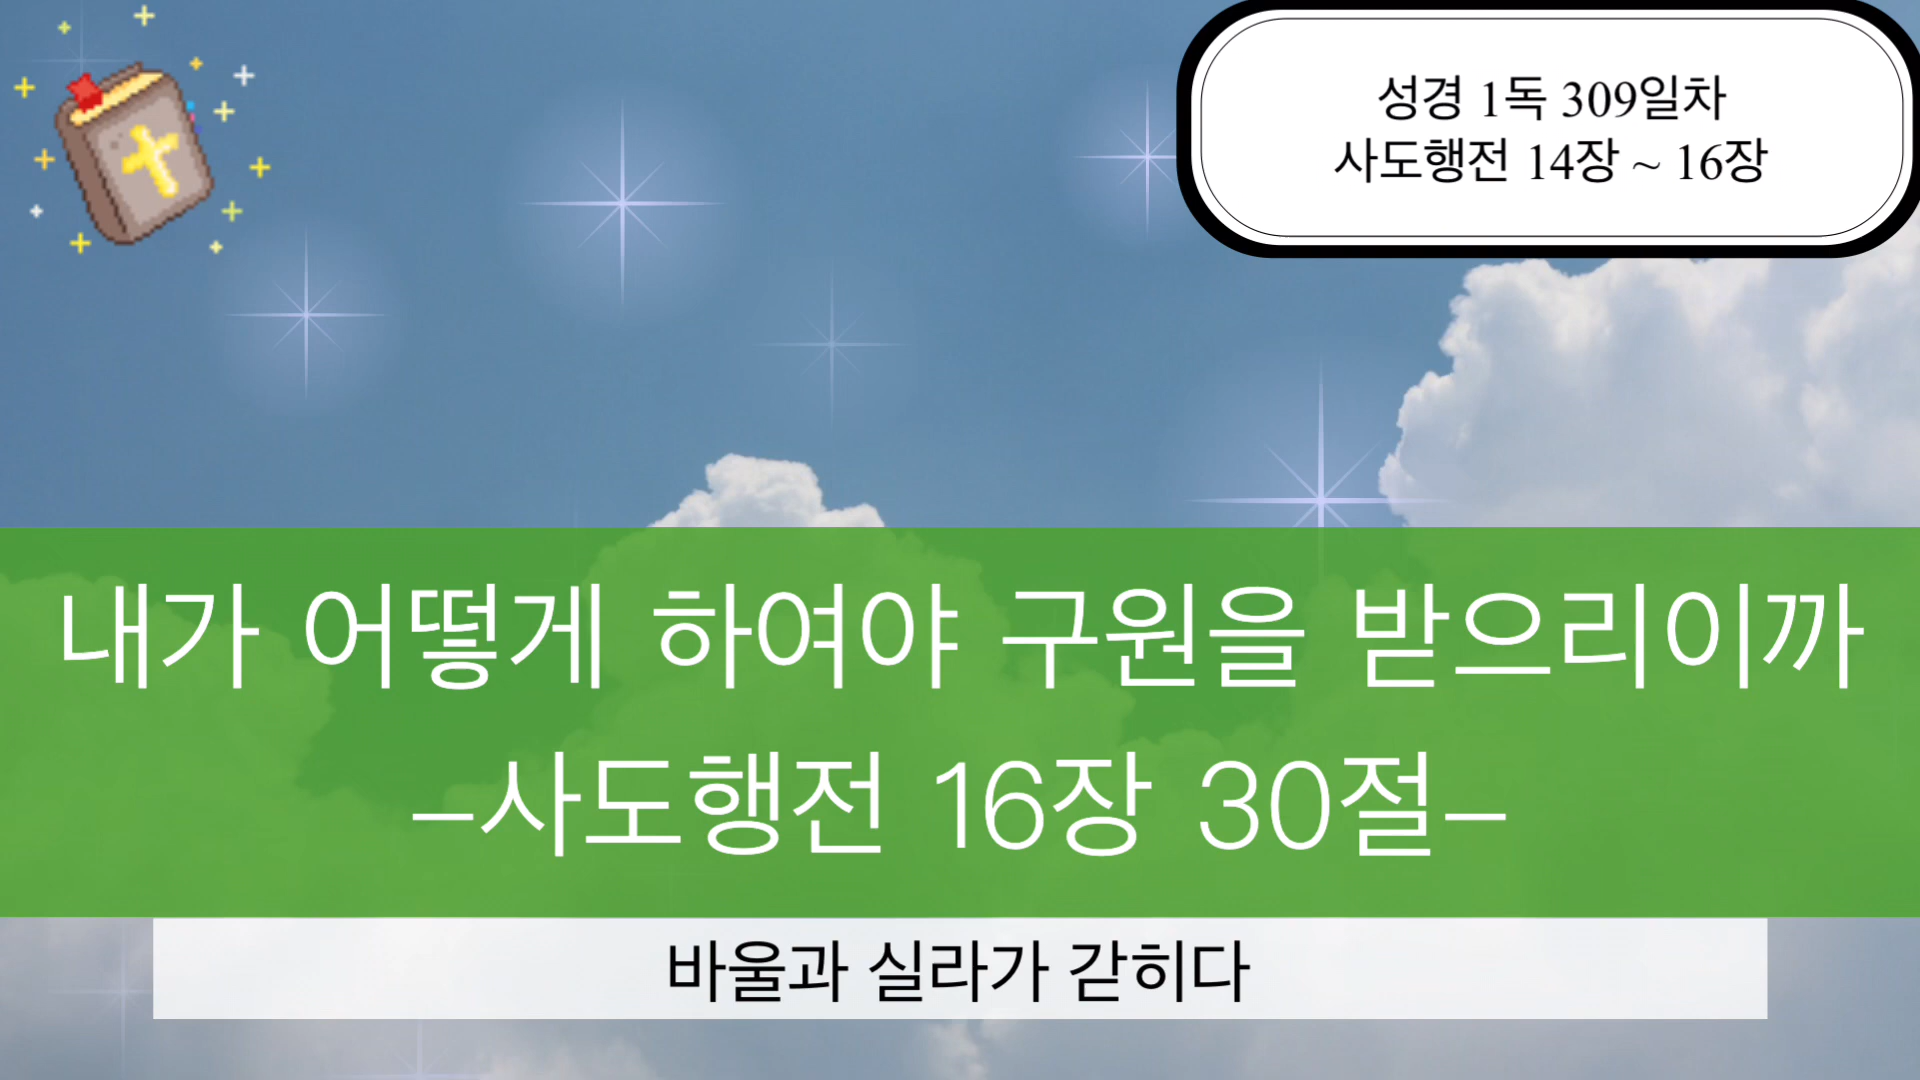 성경 1독 309일차
사도행전 14장 ~ 16장
내가 어떻게 하여야 구원을 받으리이까
–사도행전 16장 30절–
바울과 실라가 갇히다